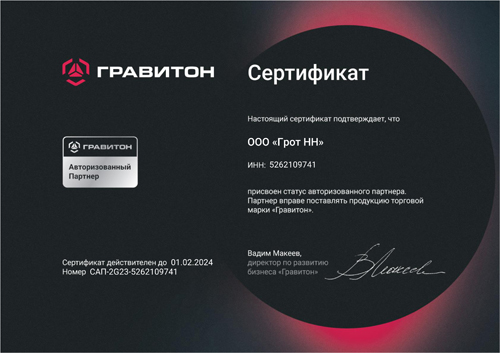 ГРАВИТОН
Сертификат
Настоящий сертификат подтверждает, что
ООО «Грот НН»
ИНН: 5262109741
ГРАВИТОН
Авторизованный
Партнер
присвоен статус авторизованного партнера.
Партнер вправе поставлять продукцию торговой
марки «Гравитон».
Сертификат действителен до 01.02.2024
Номер САП-2G23-5262109741
Вадим Макеев,
директор по развитию
бизнеса «Гравитон»